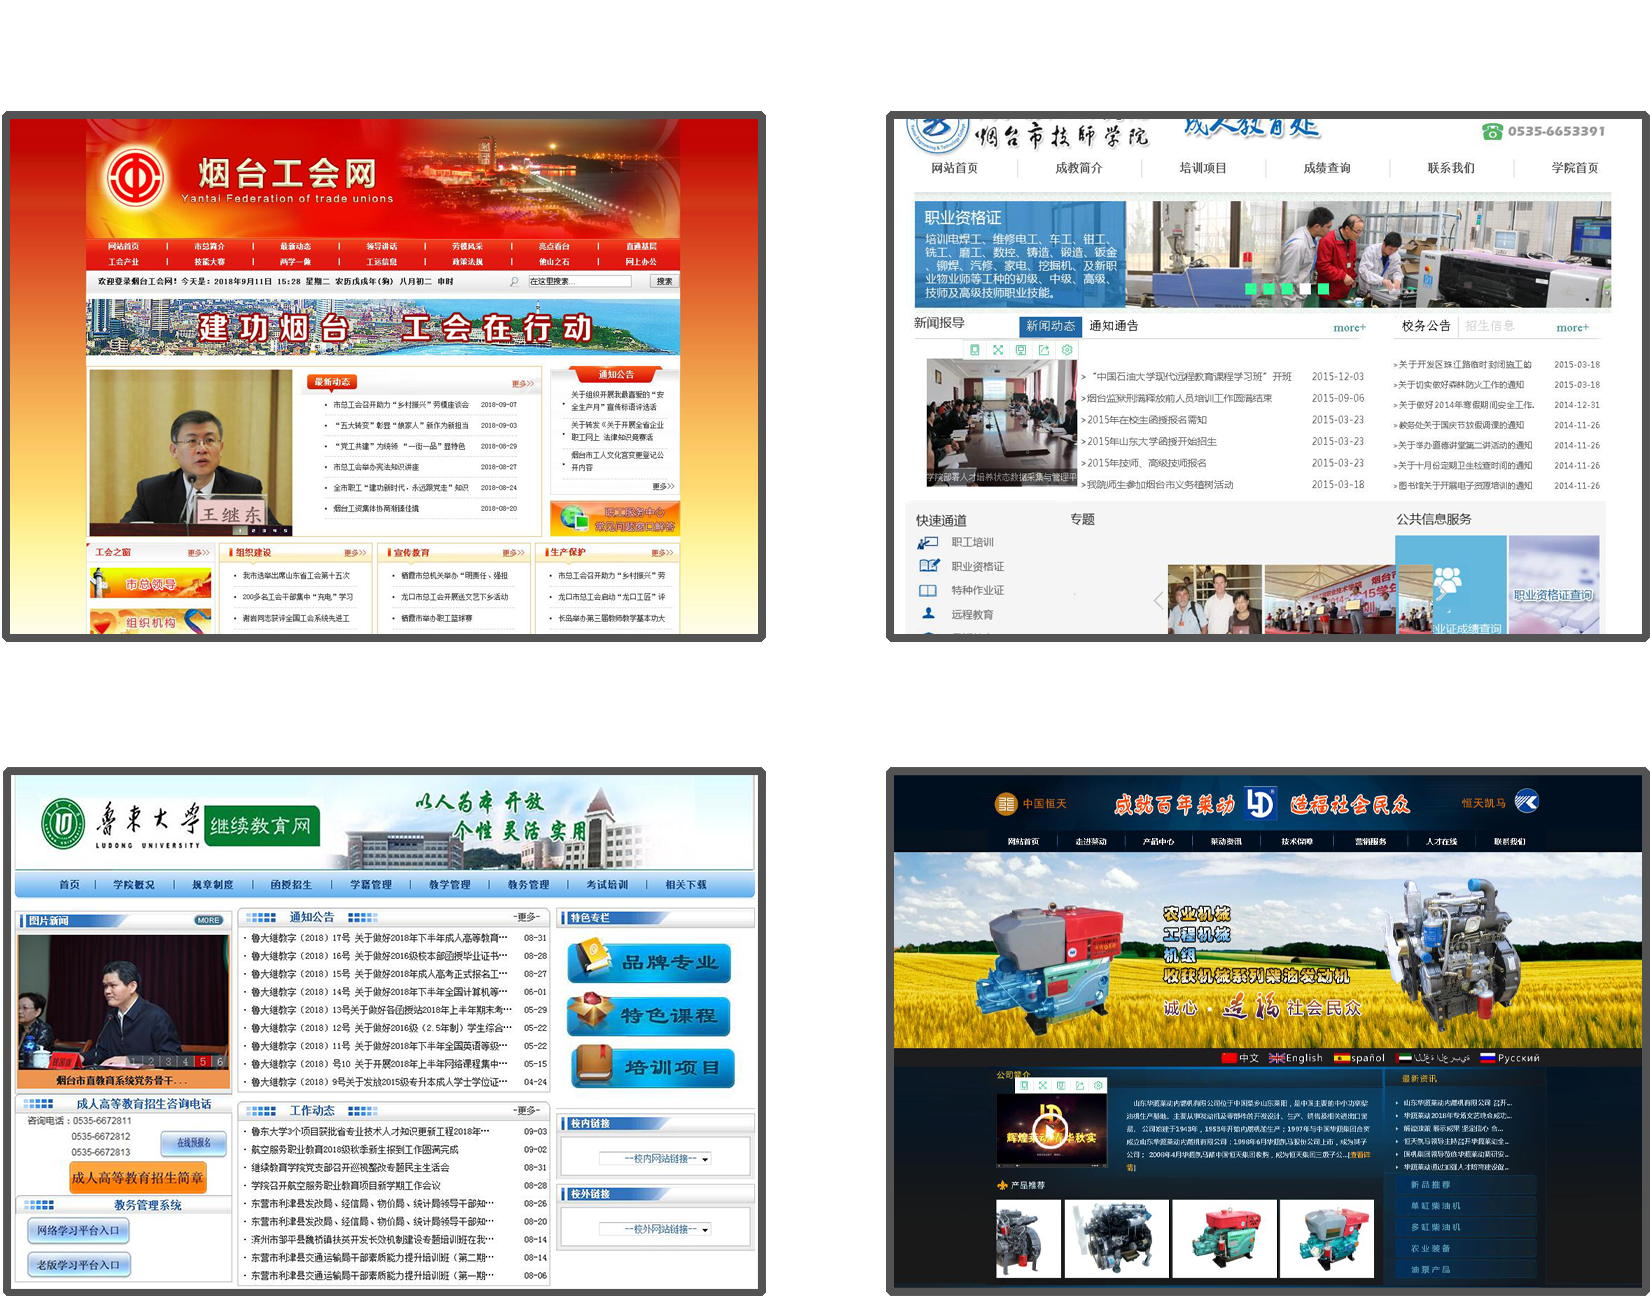 烟台工会网
Yantai Federation of trade unions
网站首页 市总简介 最新动态 领导讲话 劳模风采 亮点看台 直通基层
工会产业 技能大赛 两学一做 工运信息 政策法规 他山之石 网上办公
欢迎登录烟台工会网！今天是：2018年9月11日 15:28 星期二 农历戊戌年(狗) 八月初二 申时
在这里搜索... 搜索
建功烟台 工会在行动
最新动态 更多>>
市总工会召开助力“乡村振兴”劳模座谈会 2018-09-07
“五大转变”彰显“娘家人”新作为新担当 2018-09-03
“党工共建”为统领 “一街一品”显特色 2018-08-29
市总工会举办宪法知识讲座 2018-08-27
全市职工“建功新时代，永远跟党走”知识 2018-08-24
烟台工资集体协商渐臻佳境 2018-08-20
王继东
1 2 3 4 5
通知公告
关于组织开展我最喜爱的“安
全生产月”宣传标语评选活
关于转发《关于开展全省企业
职工网上 法律知识竞赛活
烟台市工人文化宫变更登记公
开内容
更多>>
职工服务中心
常见问题窗口解答
工会之窗 更多>>
市总领导
组织机构
组织建设 更多>>
我市选举出席山东省工会第十五次
200多名工会干部集中“充电”学习
谢岩同志获评全国工会系统先进工
宣传教育 更多>>
栖霞市总机关举办“明责任、强担
龙口市总工会开展送文艺下乡活动
栖霞市举办职工篮球赛
生产保护 更多>>
市总工会召开助力“乡村振兴”劳
龙口市总工会启动“龙口工匠”评
长岛举办第三届教师教学基本功大
烟台市技师学院 成人教育处 0535-6653391
网站首页 成教简介 培训项目 成绩查询 联系我们 学院首页
职业资格证
培训电焊工、维修电工、车工、钳工、
铣工、磨工、数控、铸造、锻造、钣金
、铆焊、汽修、家电、挖掘机、及新职
业物业师等工种的初级、中级、高级、
技师及高级技师职业技能。
新闻报导 新闻动态 通知通告 more+
>“中国石油大学现代远程教育课程学习班”开班 2015-12-03
>烟台监狱刑满释放前人员培训工作圆满结束 2015-09-06
>2015年在校生函授报名需知 2015-03-23
>2015年山东大学函授开始招生 2015-03-23
>2015年技师、高级技师报名 2015-03-23
>我院师生参加烟台市义务植树活动 2015-03-18
学院部署人才培养状态数据采集与管理平
校务公告 招生信息 more+
>关于开发区珠江路临时封闭施工的 2015-03-18
>关于切实做好森林防火工作的通知 2015-03-18
>关于做好2014年寒假期间安全工作. 2014-12-31
>教务处关于国庆节放假调课的通知 2014-11-26
>关于举办道德讲堂第二讲活动的通知 2014-11-26
>关于十月份定期卫生检查时间的通知 2014-11-26
>图书馆关于开展电子资源培训的通知 2014-11-26
快速通道
职工培训
职业资格证
特种作业证
远程教育
专题
公共信息服务
业证成绩查询
职业资格证查询
鲁东大学 继续教育网
LUDONG UNIVERSITY
以人为本 开放
个性 灵活 实用
首页 学院概况 规章制度 函授招生 学籍管理 教学管理 教务管理 考试培训 相关下载
图片新闻 MORE
1 2 3 4 5 6
烟台市直教育系统党务骨干...
成人高等教育招生咨询电话
咨询电话：0535-6672811
0535-6672812
0535-6672813
在线预报名
成人高等教育招生简章
教务管理系统
网络学习平台入口
老版学习平台入口
通知公告 -更多-
鲁大继教字（2018）17号 关于做好2018年下半年成人高等教育… 08-31
鲁大继教字（2018）16号 关于做好2016级校本部函授毕业证书… 08-28
鲁大继教字（2018）15号 关于做好2018年成人高考正式报名工… 08-27
鲁大继教字（2018）14号 关于做好2018年下半年全国计算机等… 06-01
鲁大继教字（2018）13号关于做好各函授站2018年上半年期末考… 05-29
鲁大继教字（2018）12号 关于做好2016级（2.5年制）学生综合… 05-22
鲁大继教字（2018）11号 关于做好2018年下半年全国英语等级… 05-22
鲁大继教字（2018）号10 关于开展2018年上半年网络课程集中… 05-15
鲁大继教字（2018）9号关于发放2015级专升本成人学士学位证… 04-24
工作动态 -更多-
鲁东大学3个项目获批省专业技术人才知识更新工程2018年… 09-03
航空服务职业教育2018级秋季新生报到工作圆满完成 09-02
继续教育学院党支部召开巡视整改专题民主生活会 08-31
学院召开航空服务职业教育项目新学期工作会议 08-28
东营市利津县发改局、经信局、物价局、统计局领导干部知… 08-26
东营市利津县发改局、经信局、物价局、统计局领导干部知… 08-20
滨州市邹平县魏桥镇扶贫开发长效机制建设专题培训班在我… 08-14
东营市利津县交通运输局干部素质能力提升培训班（第二期… 08-14
东营市利津县交通运输局干部素质能力提升培训班（第一期… 08-06
特色专栏
品牌专业
特色课程
培训项目
校内链接
--校内网站链接--
校外链接
--校外网站链接--
中国恒天 成就百年莱动 LD 造福社会民众 恒天凯马
网站首页 走进莱动 产品中心 莱动资讯 技术保障 营销服务 人才在线 联系我们
农业机械
工程机械
机组
收获机械系列柴油发动机
诚心·造福社会民众
中文 English Español اللغة العربية Русский
公司简介
辉煌莱动 春华秋实
最新资讯
产品推荐
新品推荐
单缸柴油机
多缸柴油机
农业装备
油泵产品